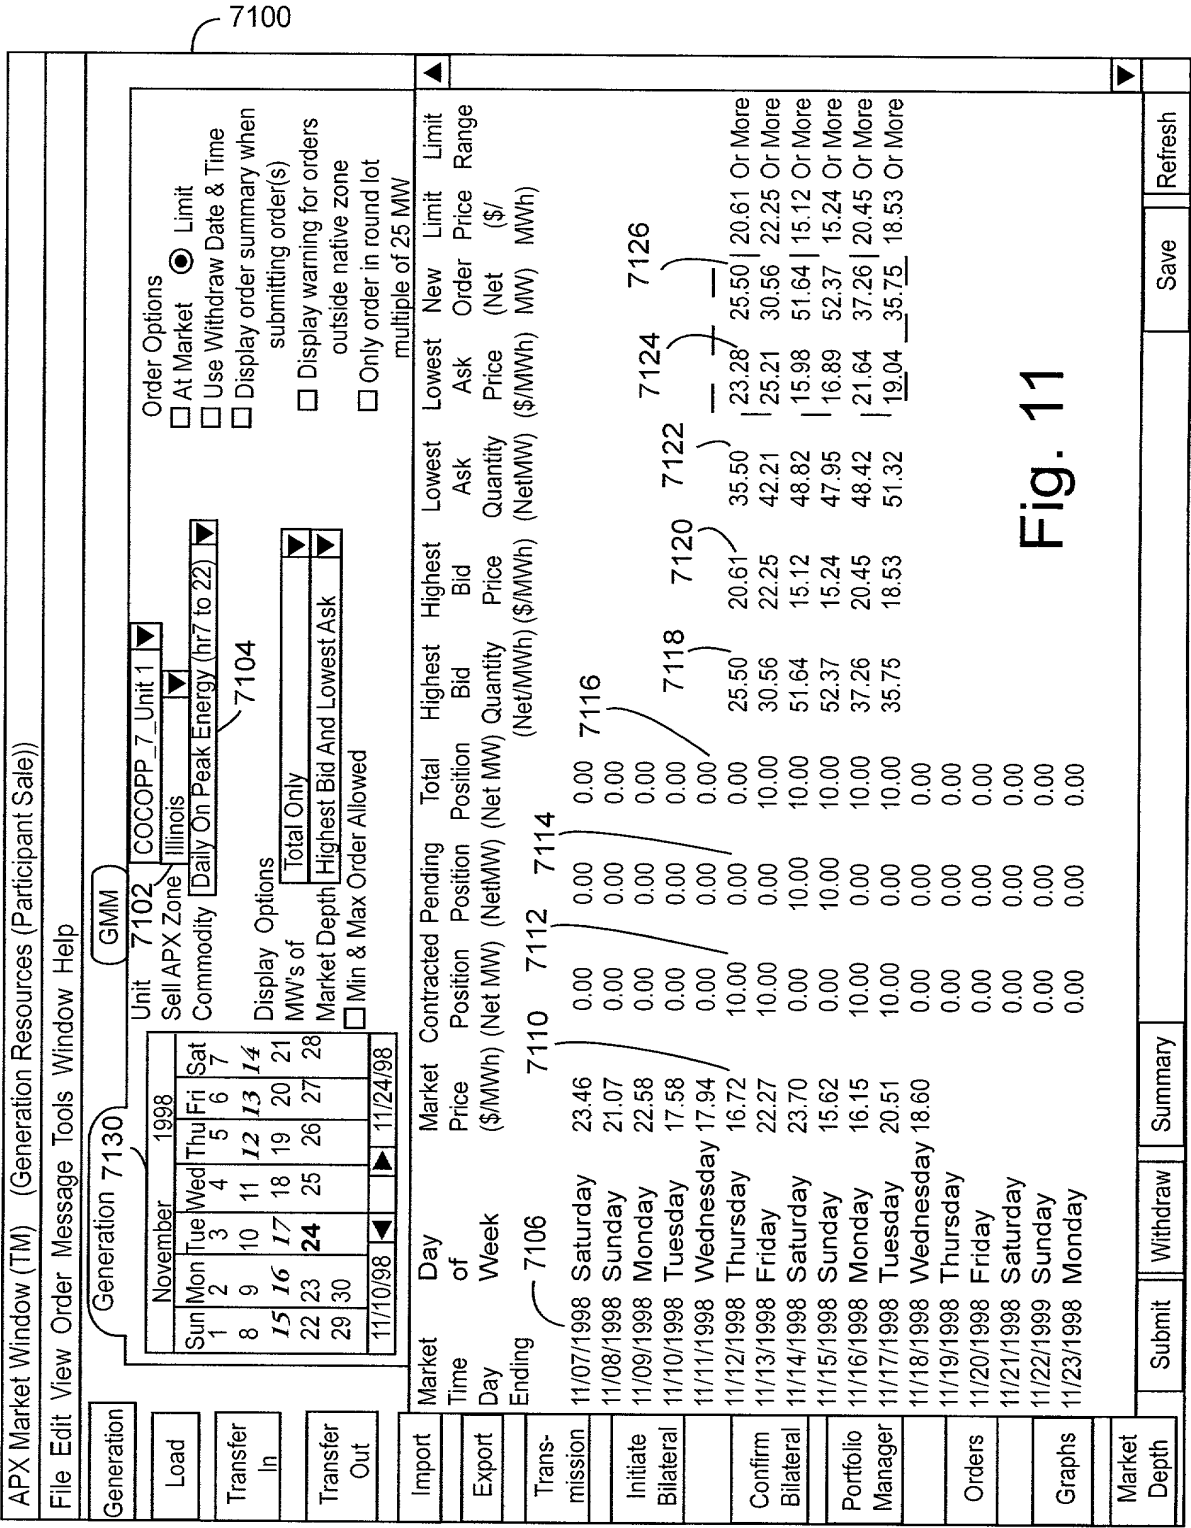 7100
APX Market Window (TM) (Generation Resources (Participant Sale))
File Edit View Order Message Tools Window Help
Generation
Load
Transfer
In
Transfer
Out
Import
Export
Trans-
mission
Initiate
Bilateral
Confirm
Bilateral
Portfolio
Manager
Orders
Graphs
Market
Depth
Generation 7130
GMM
November 1998
Sun Mon Tue Wed Thu Fri Sat
1 2 3 4 5 6 7
8 9 10 11 12 13 14
15 16 17 18 19 20 21
22 23 24 25 26 27 28
29 30
11/10/98 11/24/98
Unit 7102 COCOPP_7_Unit 1
Sell APX Zone Illinois
Commodity Daily On Peak Energy (hr7 to 22)
7104
Display Options
MW's of Total Only
Market Depth Highest Bid And Lowest Ask
Min & Max Order Allowed
Order Options
At Market Limit
Use Withdraw Date & Time
Display order summary when
submitting order(s)
Display warning for orders
outside native zone
Only order in round lot
multiple of 25 MW
Market Day Market Contracted Pending Total Highest Highest Lowest Lowest New Limit Limit
Time of Price Position Position Position Bid Bid Ask Ask Order Price Range
Day Week ($/MWh) (Net MW) (NetMW) (Net MW) Quantity Price Quantity Price (Net ($/
Ending (Net/MWh) ($/MWh) (NetMW) ($/MWh) MW) MWh)
7106 7110 7112 7114 7116 7118 7120 7122 7124 7126
11/07/1998 Saturday 23.46 0.00 0.00 0.00
11/08/1998 Sunday 21.07 0.00 0.00 0.00
11/09/1998 Monday 22.58 0.00 0.00 0.00
11/10/1998 Tuesday 17.58 0.00 0.00 0.00
11/11/1998 Wednesday 17.94 0.00 0.00 0.00
11/12/1998 Thursday 16.72 10.00 0.00 0.00 25.50 20.61 35.50 23.28 25.50 20.61 Or More
11/13/1998 Friday 22.27 10.00 0.00 10.00 30.56 22.25 42.21 25.21 30.56 22.25 Or More
11/14/1998 Saturday 23.70 0.00 10.00 10.00 51.64 15.12 48.82 15.98 51.64 15.12 Or More
11/15/1998 Sunday 15.62 0.00 10.00 10.00 52.37 15.24 47.95 16.89 52.37 15.24 Or More
11/16/1998 Monday 16.15 10.00 0.00 10.00 37.26 20.45 48.42 21.64 37.26 20.45 Or More
11/17/1998 Tuesday 20.51 10.00 0.00 10.00 35.75 18.53 51.32 19.04 35.75 18.53 Or More
11/18/1998 Wednesday 18.60 0.00 0.00 0.00
11/19/1998 Thursday 0.00 0.00 0.00
11/20/1998 Friday 0.00 0.00 0.00
11/21/1998 Saturday 0.00 0.00 0.00
11/22/1999 Sunday 0.00 0.00 0.00
11/23/1998 Monday 0.00 0.00 0.00
Fig. 11
Submit Withdraw Summary Save Refresh